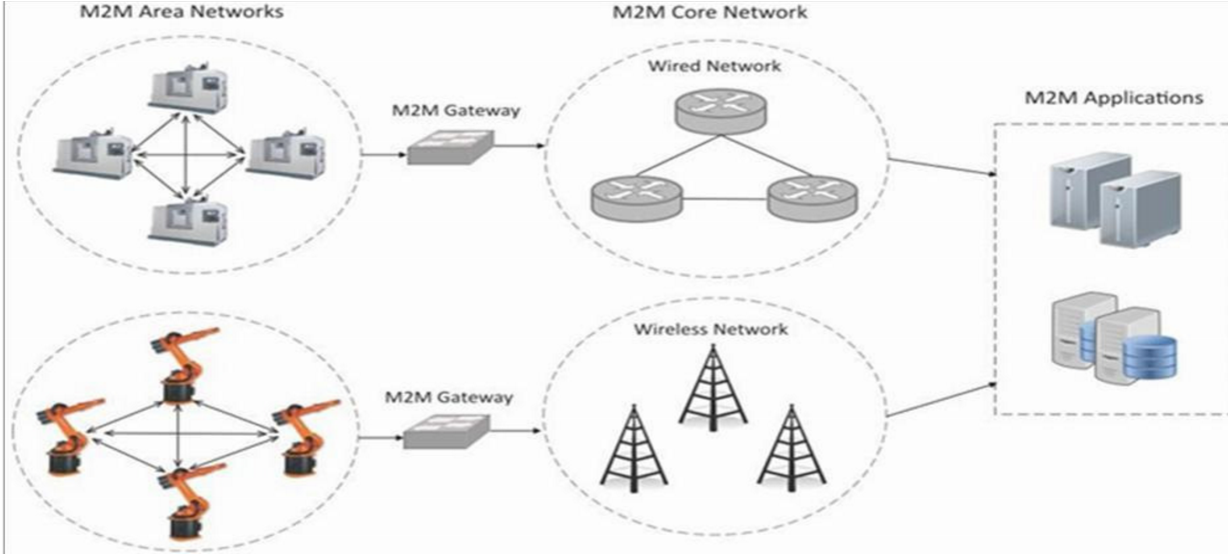 M2M Area Networks
M2M Core Network
Wired Network
M2M Gateway
M2M Applications
Wireless Network
M2M Gateway